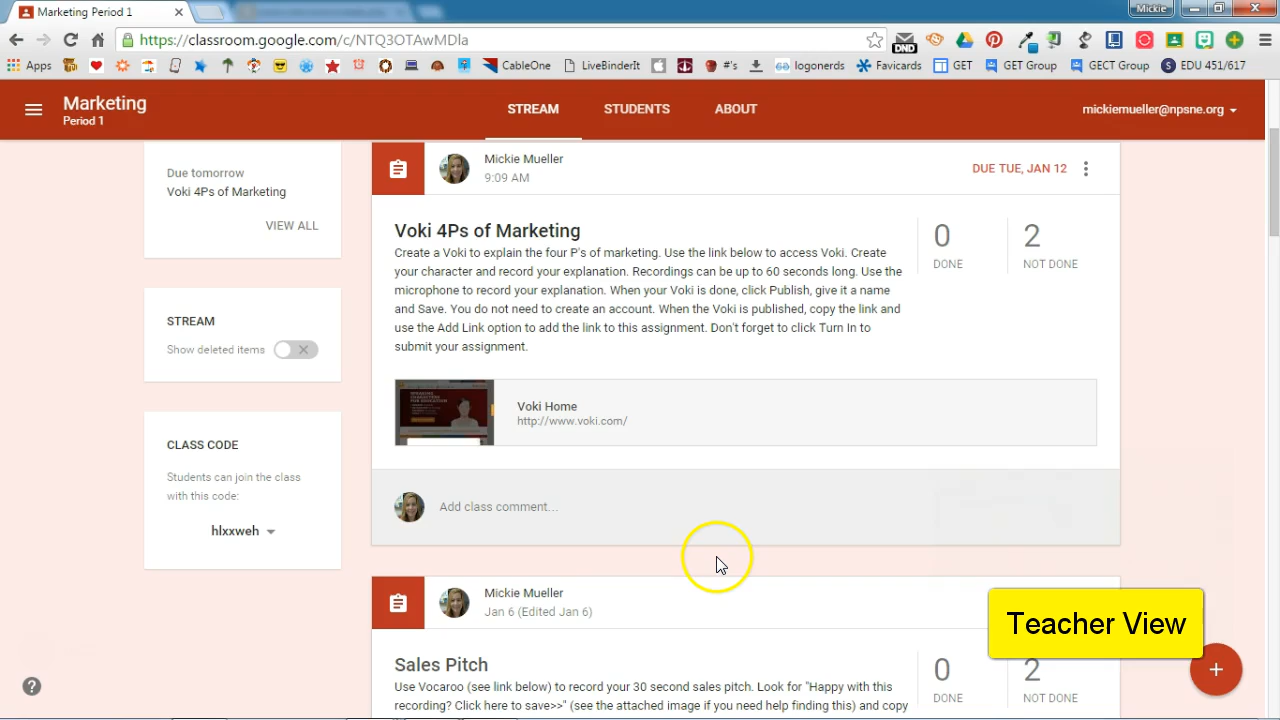 Marketing Period 1
Mickie
https://classroom.google.com/c/NTQ3OTAwMDla
DND
Apps
CableOne
LiveBinderIt
#'s
logonerds
Favicards
GET
GET Group
GECT Group
EDU 451/617
Marketing
Period 1
STREAM
STUDENTS
ABOUT
mickiemueller@npsne.org
Due tomorrow
Voki 4Ps of Marketing
VIEW ALL
STREAM
Show deleted items
CLASS CODE
Students can join the class
with this code:
hlxxweh
Mickie Mueller
9:09 AM
DUE TUE, JAN 12
Voki 4Ps of Marketing
Create a Voki to explain the four P's of marketing. Use the link below to access Voki. Create
your character and record your explanation. Recordings can be up to 60 seconds long. Use the
microphone to record your explanation. When your Voki is done, click Publish, give it a name
and Save. You do not need to create an account. When the Voki is published, copy the link and
use the Add Link option to add the link to this assignment. Don't forget to click Turn In to
submit your assignment.
0
DONE
2
NOT DONE
Voki Home
http://www.voki.com/
Add class comment...
Mickie Mueller
Jan 6 (Edited Jan 6)
Teacher View
Sales Pitch
Use Vocaroo (see link below) to record your 30 second sales pitch. Look for "Happy with this
recording? Click here to save>>" (see the attached image if you need help finding this) and copy
0
DONE
2
NOT DONE